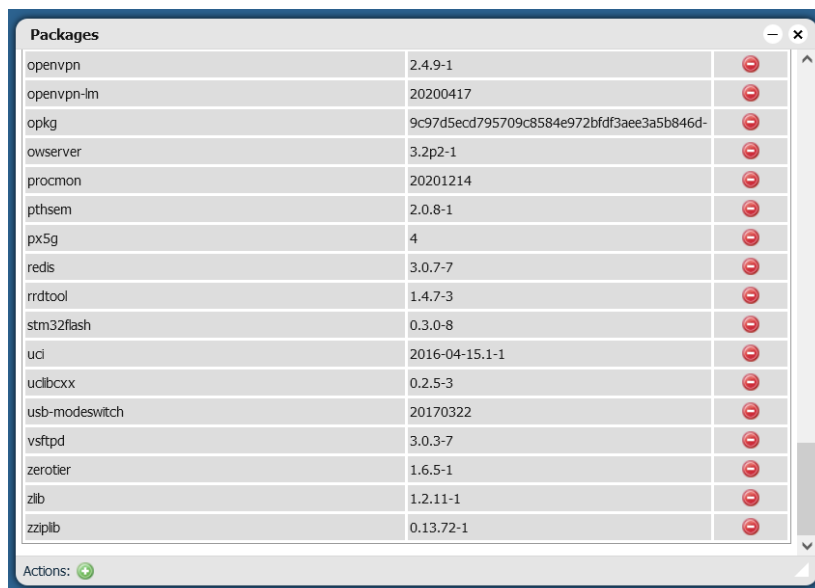 Packages
openvpn 2.4.9-1
openvpn-lm 20200417
opkg 9c97d5ecd795709c8584e972bfdf3aee3a5b846d-
owserver 3.2p2-1
procmon 20201214
pthsem 2.0.8-1
px5g 4
redis 3.0.7-7
rrdtool 1.4.7-3
stm32flash 0.3.0-8
uci 2016-04-15.1-1
uclibcxx 0.2.5-3
usb-modeswitch 20170322
vsftpd 3.0.3-7
zerotier 1.6.5-1
zlib 1.2.11-1
zziplib 0.13.72-1
Actions: